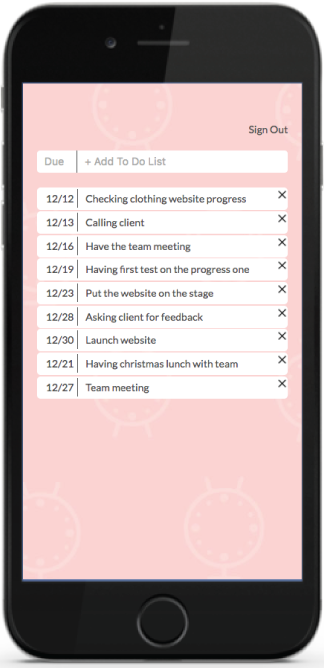 Sign Out
Due + Add To Do List
12/12 Checking clothing website progress ×
12/13 Calling client ×
12/16 Have the team meeting ×
12/19 Having first test on the progress one ×
12/23 Put the website on the stage ×
12/28 Asking client for feedback ×
12/30 Launch website ×
12/21 Having christmas lunch with team ×
12/27 Team meeting ×